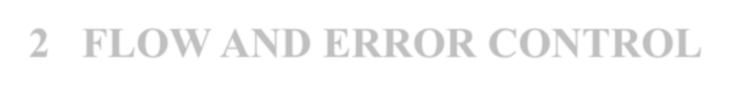 2 FLOW AND ERROR CONTROL